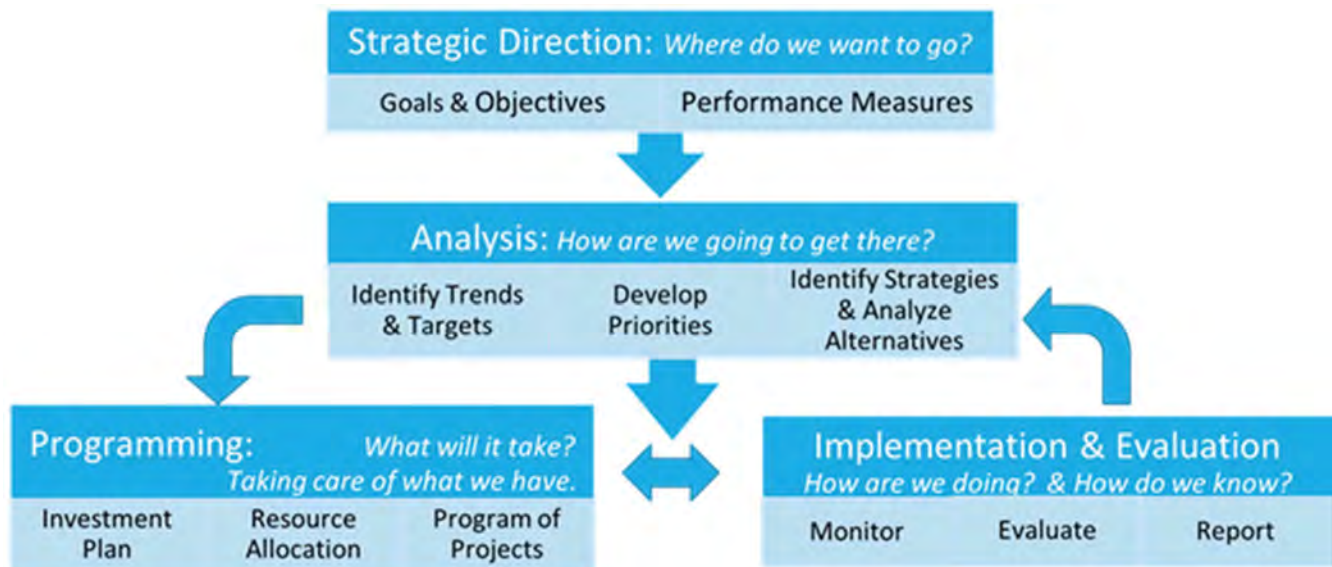 Strategic Direction: Where do we want to go?
Goals & Objectives
Performance Measures
Analysis: How are we going to get there?
Identify Trends
& Targets
Develop
Priorities
Identify Strategies
& Analyze
Alternatives
Programming: What will it take?
Taking care of what we have.
Investment
Plan
Resource
Allocation
Program of
Projects
Implementation & Evaluation
How are we doing? & How do we know?
Monitor
Evaluate
Report